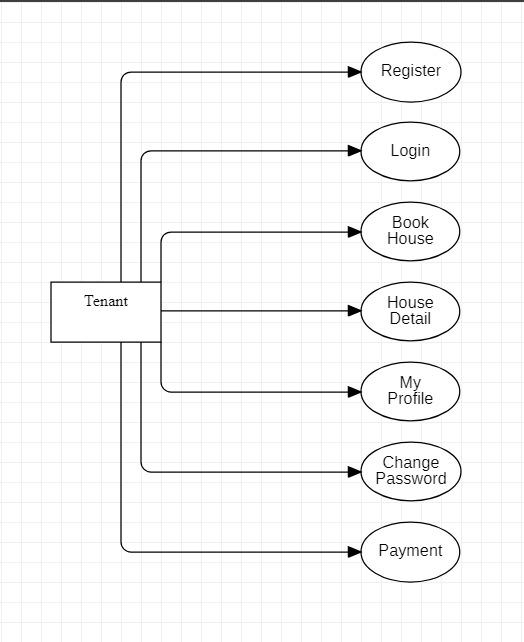 Register
Login
Book
House
Tenant
House
Detail
My
Profile
Change
Password
Payment